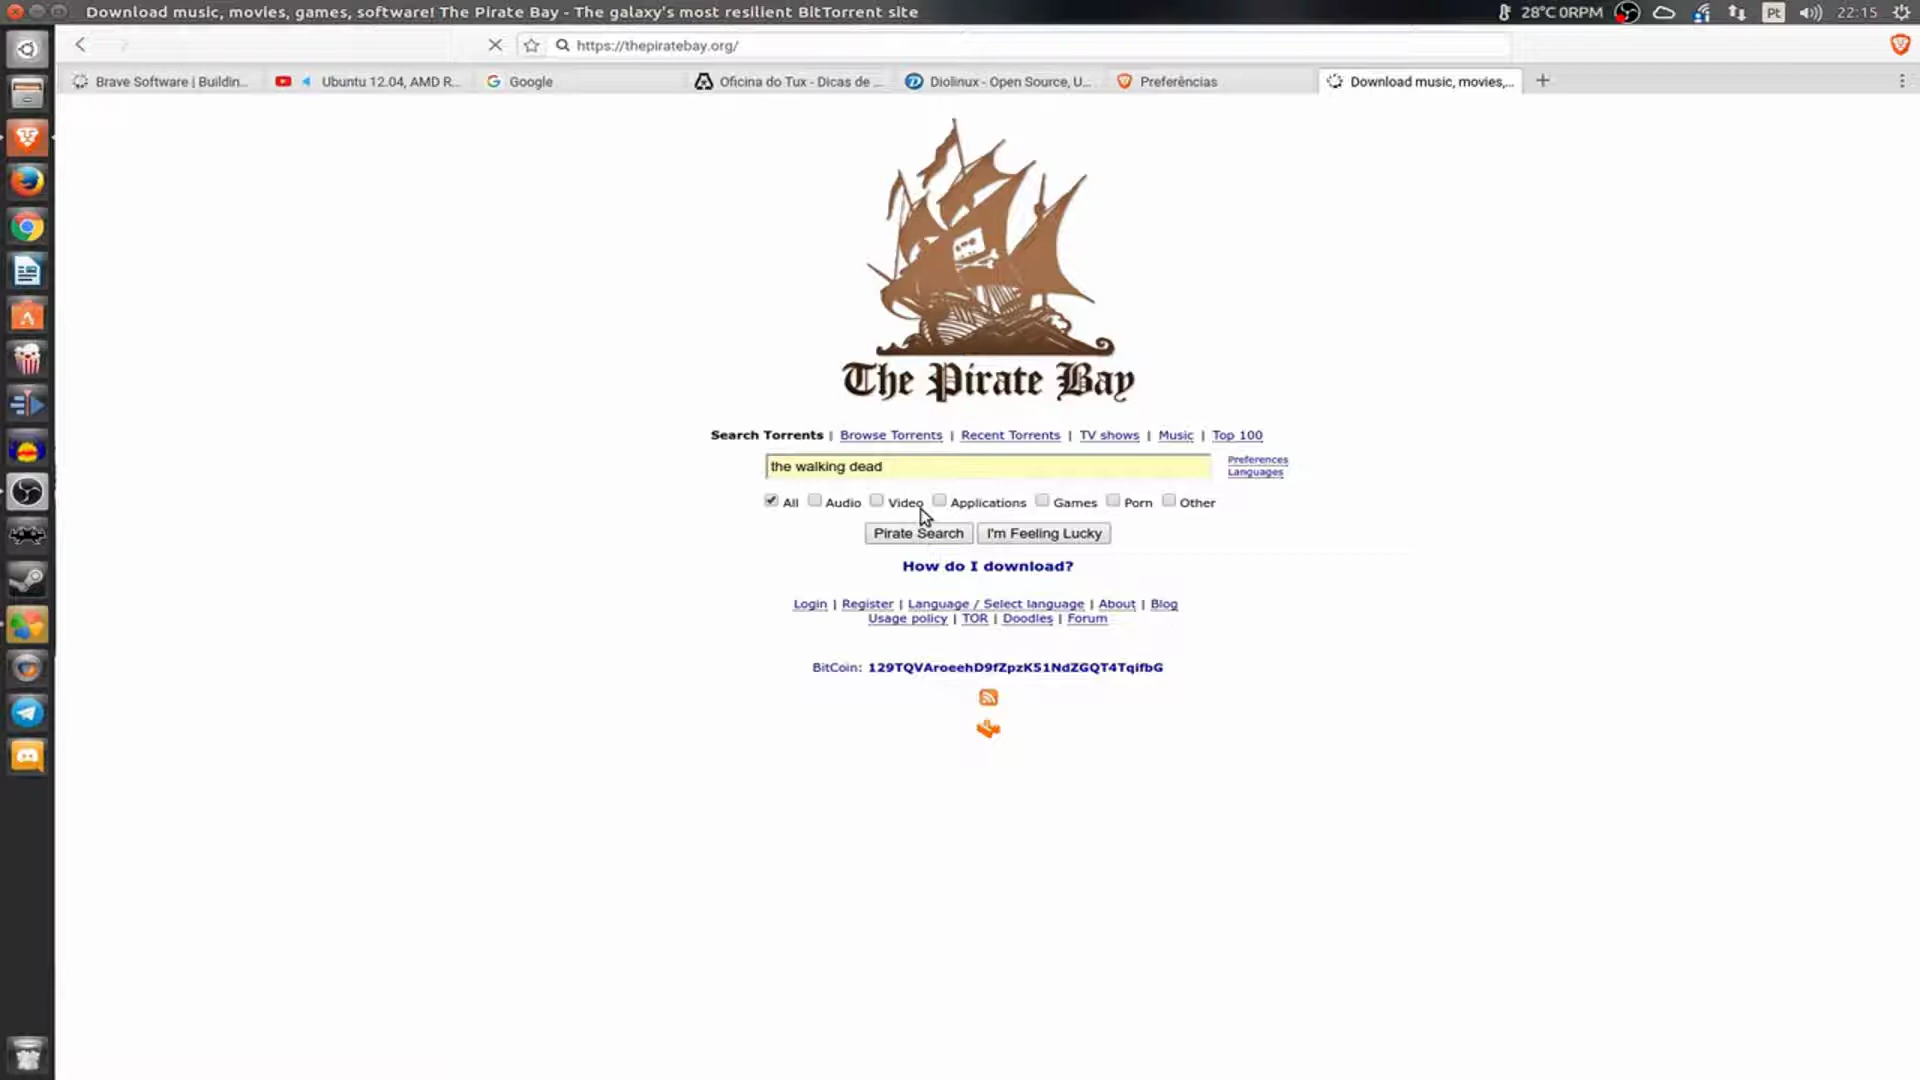 Download music, movies, games, software! The Pirate Bay - The galaxy's most resilient BitTorrent site
28°C 0RPM
Pt
22:15
https://thepiratebay.org/
Brave Software | Buildin...
Ubuntu 12.04, AMD R...
Google
Oficina do Tux - Dicas de ...
Diolinux - Open Source, U...
Preferências
Download music, movies,...
The Pirate Bay
Search Torrents | Browse Torrents | Recent Torrents | TV shows | Music | Top 100
the walking dead
Preferences
Languages
All Audio Video Applications Games Porn Other
Pirate Search
I'm Feeling Lucky
How do I download?
Login | Register | Language / Select language | About | Blog
Usage policy | TOR | Doodles | Forum
BitCoin: 129TQVAroeehD9fZpzK51NdZGQT4TqifbG